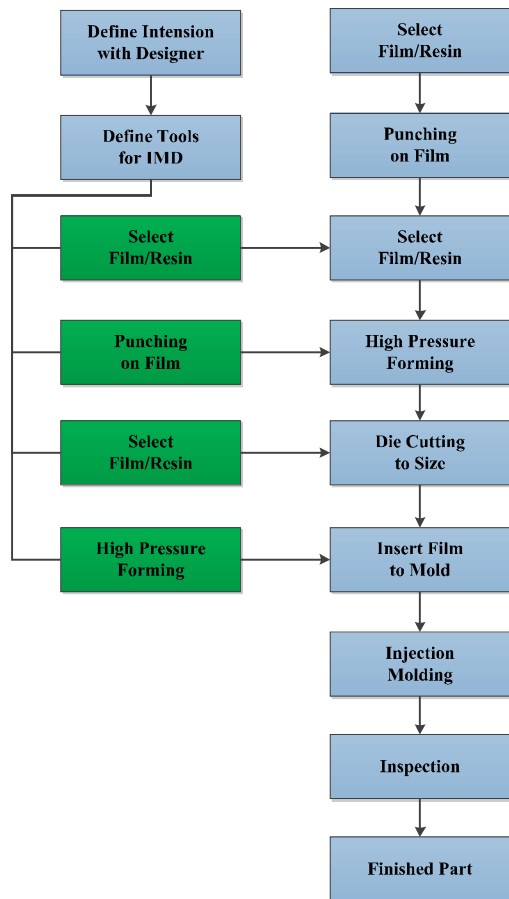 Define Intension
with Designer
Define Tools
for IMD
Select
Film/Resin
Punching
on Film
Select
Film/Resin
High Pressure
Forming
Select
Film/Resin
Punching
on Film
Select
Film/Resin
High Pressure
Forming
Die Cutting
to Size
Insert Film
to Mold
Injection
Molding
Inspection
Finished Part